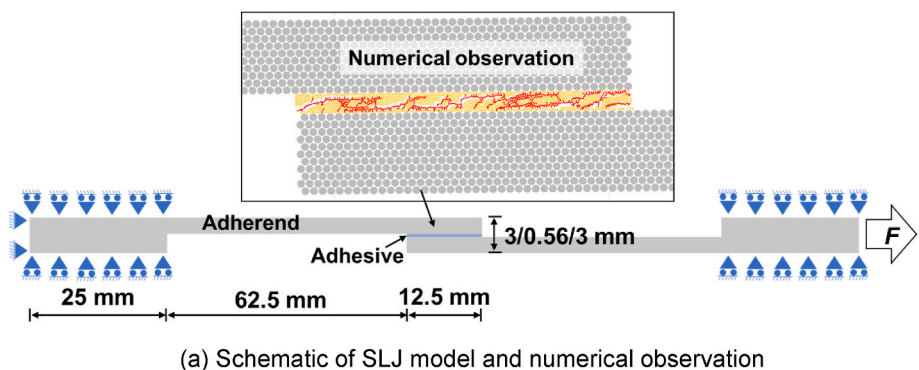 Numerical observation
Adherend
Adhesive
3/0.56/3 mm
F
25 mm
62.5 mm
12.5 mm
(a) Schematic of SLJ model and numerical observation